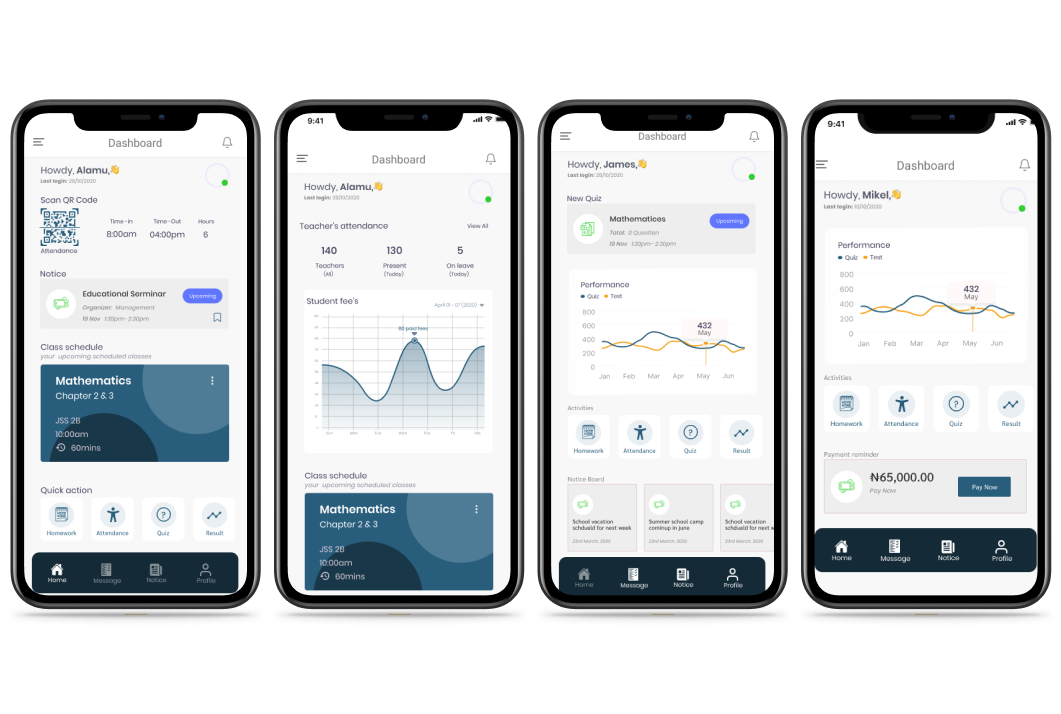 Dashboard
Howdy, Alamu,👋
Last login: 28/10/2020
Scan QR Code
Time -In
Time -Out
Hours
8:00am
04:00pm
6
Attendance
Notice
Educational Serminar
Upcoming
Organizer: Management
19 Nov 1:30pm- 2:30pm
Class schedule
your upcoming scheduled classes
Mathematics
Chapter 2 & 3
JSS 2B
10:00am
60mins
Quick action
Homework
Attendance
Quiz
Result
Home
Message
Notice
Profile
9:41
Dashboard
Howdy, Alamu,👋
Last login: 28/10/2020
Teacher's attendance
View All
140
130
5
Teachers
Present
On leave
(All)
(Today)
(Today)
Student fee's
April 01 - 07 (2020)
60 paid fees
Class schedule
your upcoming scheduled classes
Mathematics
Chapter 2 & 3
JSS 2B
10:00am
60mins
Dashboard
Howdy, James,👋
Last login: 28/10/2020
New Quiz
Mathematices
Upcoming
Total: 0 Question
19 Nov 1:30pm- 2:30pm
Performance
Quiz
Test
800
600
400
200
0
432
May
Jan
Feb
Mar
Apr
May
Jun
Activities
Homework
Attendance
Quiz
Result
Notice Board
School vacation
schdueld for next week
23rd March, 2020
Summer school camp
cominup in june
23rd March, 2020
School vacation
schdueld for next w
23rd March, 2020
Home
Message
Notice
Profile
9:41
Dashboard
Howdy, Mikel,👋
Last login: 10/10/2020
Performance
Quiz
Test
800
600
400
200
0
432
May
Jan
Feb
Mar
Apr
May
Jun
Activities
Homework
Attendance
Quiz
Result
Payment reminder
₦65,000.00
Pay Now
Pay Now
Home
Message
Notice
Profile